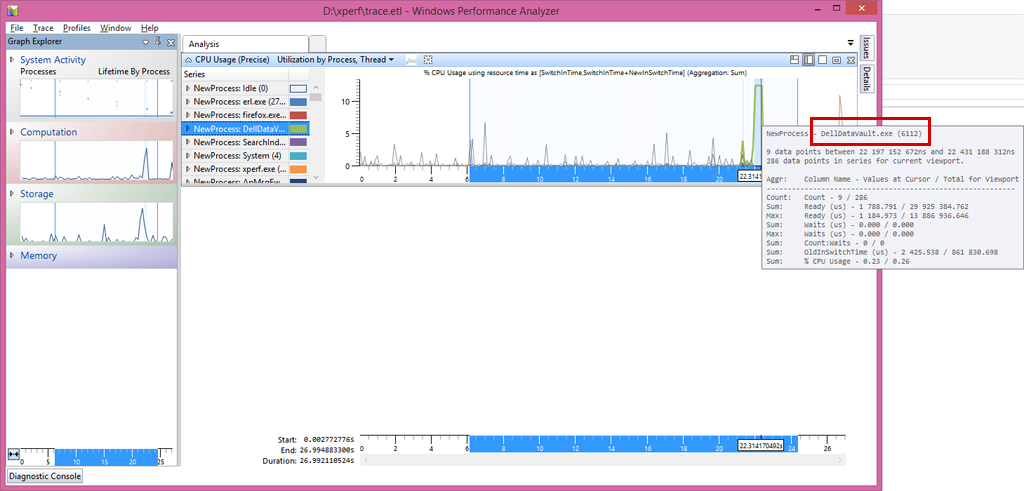 D:\xperf\trace.etl - Windows Performance Analyzer
File Trace Profiles Window Help
Graph Explorer
System Activity
Processes Lifetime By Process
Computation
Storage
Memory
0 5 10 15 20 25
Diagnostic Console
Analysis
Issues
Details
CPU Usage (Precise) Utilization by Process, Thread
Series
NewProcess: Idle (0)
NewProcess: erl.exe (27...
NewProcess: firefox.exe...
NewProcess: DellDataV...
NewProcess: SearchInd...
NewProcess: System (4)
NewProcess: xperf.exe (...
% CPU Usage using resource time as [SwitchInTime,SwitchInTime+NewInSwitchTime] (Aggregation: Sum)
10
5
0
0 2 4 6 8 10 12 14 16 18 20
NewProcess - DellDataVault.exe (6112)
9 data points between 22 197 152 672ns and 22 431 188 312ns
286 data points in series for current viewport.
Aggr: Column Name - Values at Cursor / Total for Viewport
Count: Count - 9 / 286
Sum: Ready (us) - 1 788.791 / 29 925 384.762
Max: Ready (us) - 1 184.973 / 13 886 936.646
Sum: Waits (us) - 0.000 / 0.000
Max: Waits (us) - 0.000 / 0.000
Sum: Count:Waits - 0 / 0
Sum: OldInSwitchTime (us) - 2 425.538 / 861 830.698
Sum: % CPU Usage - 0.23 / 0.26
Start: 0.002772776s
End: 26.994883300s
Duration: 26.992110524s
0 2 4 6 8 10 12 14 16 18 20 22.314170492s 24 26